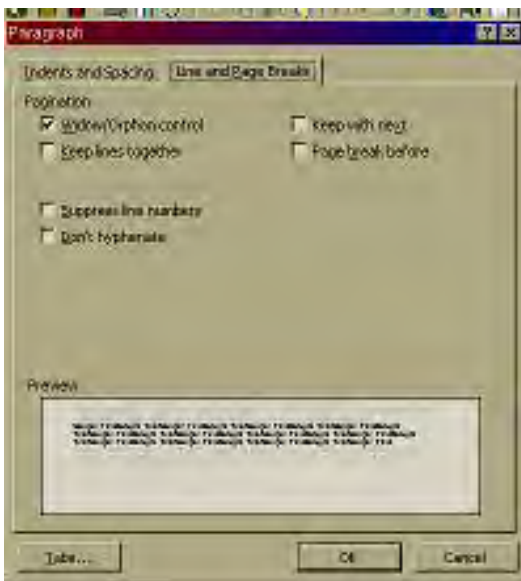 Paragraph
Indents and Spacing Line and Page Breaks
Pagination
Widow/Orphan control Keep with next
Keep lines together Page break before
Suppress line numbers
Don't hyphenate
Preview
Tabs... OK Cancel